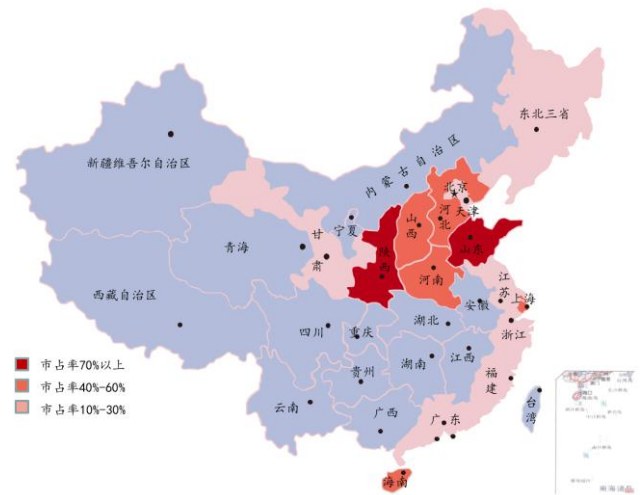 东北三省
新疆维吾尔自治区
内蒙古自治区
北京
天津
河北
山西
宁夏
甘肃
青海
陕西
山东
河南
西藏自治区
江苏
安徽
上海
四川
重庆
湖北
浙江
湖南
江西
贵州
福建
云南
广西
广东
台湾
海南
市占率70%以上
市占率40%-60%
市占率10%-30%
南海诸岛